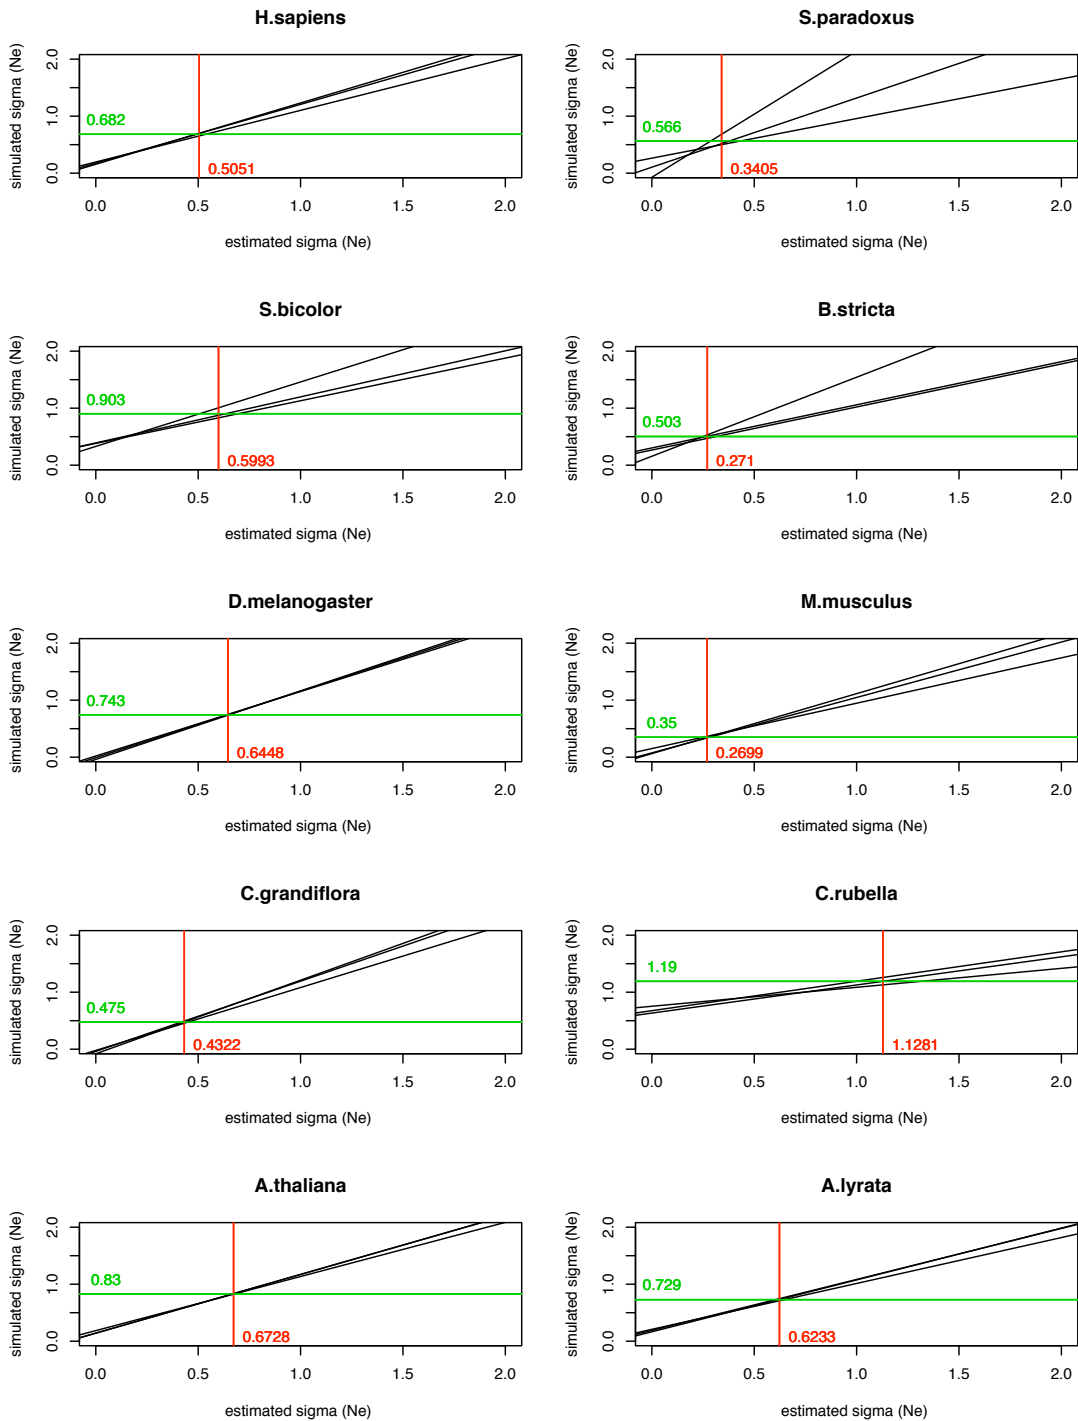 H.sapiens
simulated sigma (Ne)
2.0
1.0
0.0
0.682
0.5051
0.0 0.5 1.0 1.5 2.0
estimated sigma (Ne)
S.paradoxus
simulated sigma (Ne)
2.0
1.0
0.0
0.566
0.3405
0.0 0.5 1.0 1.5 2.0
estimated sigma (Ne)
S.bicolor
simulated sigma (Ne)
2.0
1.0
0.0
0.903
0.5993
0.0 0.5 1.0 1.5 2.0
estimated sigma (Ne)
B.stricta
simulated sigma (Ne)
2.0
1.0
0.0
0.503
0.271
0.0 0.5 1.0 1.5 2.0
estimated sigma (Ne)
D.melanogaster
simulated sigma (Ne)
2.0
1.0
0.0
0.743
0.6448
0.0 0.5 1.0 1.5 2.0
estimated sigma (Ne)
M.musculus
simulated sigma (Ne)
2.0
1.0
0.0
0.35
0.2699
0.0 0.5 1.0 1.5 2.0
estimated sigma (Ne)
C.grandiflora
simulated sigma (Ne)
2.0
1.0
0.0
0.475
0.4322
0.0 0.5 1.0 1.5 2.0
estimated sigma (Ne)
C.rubella
simulated sigma (Ne)
2.0
1.0
0.0
1.19
1.1281
0.0 0.5 1.0 1.5 2.0
estimated sigma (Ne)
A.thaliana
simulated sigma (Ne)
2.0
1.0
0.0
0.83
0.6728
0.0 0.5 1.0 1.5 2.0
estimated sigma (Ne)
A.lyrata
simulated sigma (Ne)
2.0
1.0
0.0
0.729
0.6233
0.0 0.5 1.0 1.5 2.0
estimated sigma (Ne)